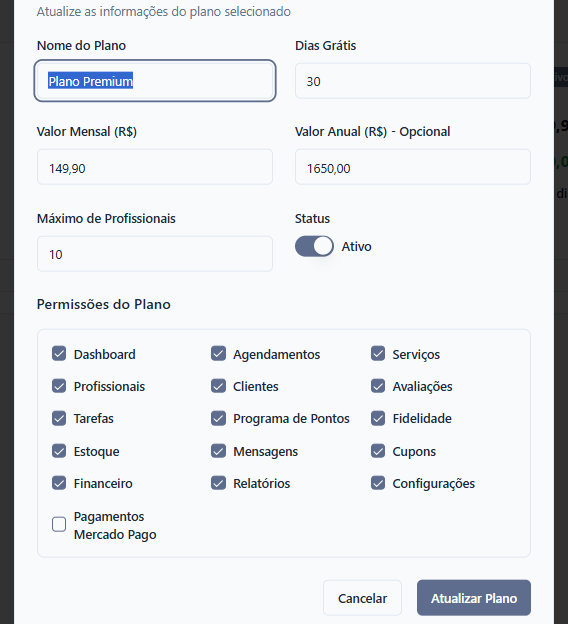 Atualize as informações do plano selecionado
Nome do Plano
Dias Grátis
Plano Premium
30
Valor Mensal (R$)
Valor Anual (R$) - Opcional
149,90
1650,00
Máximo de Profissionais
Status
10
Ativo
Permissões do Plano
Dashboard
Agendamentos
Serviços
Profissionais
Clientes
Avaliações
Tarefas
Programa de Pontos
Fidelidade
Estoque
Mensagens
Cupons
Financeiro
Relatórios
Configurações
Pagamentos
Mercado Pago
Cancelar
Atualizar Plano